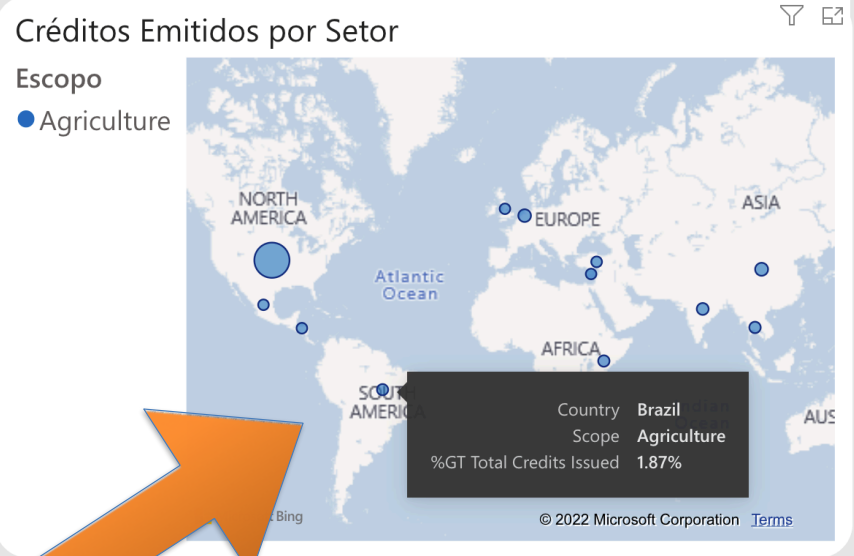 Créditos Emitidos por Setor
Escopo
Agriculture
NORTH
AMERICA
EUROPE
ASIA
Atlantic
Ocean
AFRICA
SOUTH
AMERICA
Country Brazil
Scope Agriculture
%GT Total Credits Issued 1.87%
AUS
Bing
© 2022 Microsoft Corporation Terms